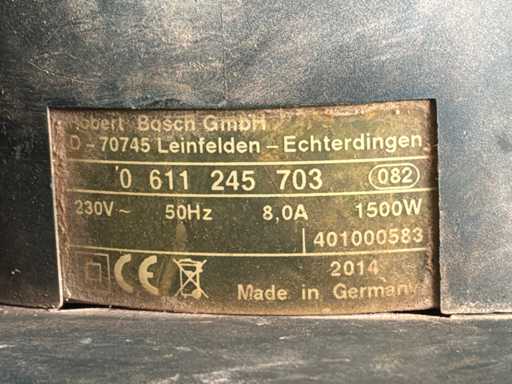 Robert Bosch GmbH
D - 70745 Leinfelden - Echterdingen
0 611 245 703 082
230V~ 50Hz 8,0A 1500W
401000583
CE 2014
Made in Germany